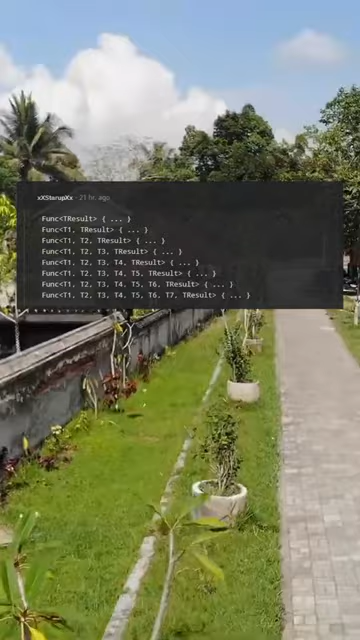 xXStarupXx · 21 hr. ago
Func<TResult> { ... }
Func<T1, TResult> { ... }
Func<T1, T2, TResult> { ... }
Func<T1, T2, T3, TResult> { ... }
Func<T1, T2, T3, T4, TResult> { ... }
Func<T1, T2, T3, T4, T5, TResult> { ... }
Func<T1, T2, T3, T4, T5, T6, TResult> { ... }
Func<T1, T2, T3, T4, T5, T6, T7, TResult> { ... }